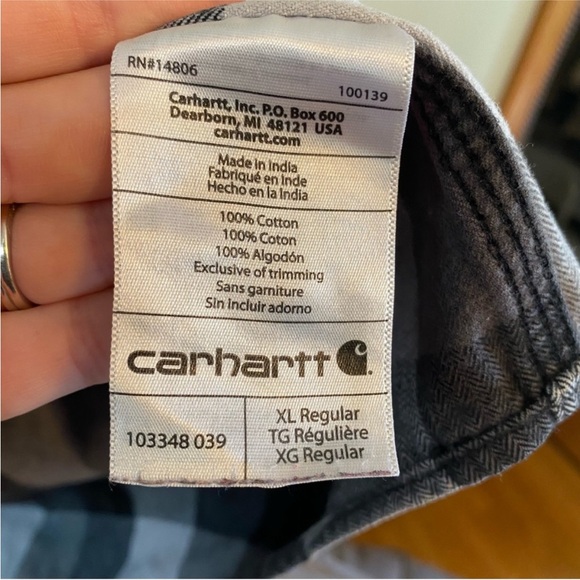 RN#14806
100139
Carhartt, Inc. P.O. Box 600
Dearborn, MI 48121 USA
carhartt.com
Made in India
Fabriqué en Inde
Hecho en la India
100% Cotton
100% Coton
100% Algodón
Exclusive of trimming
Sans garniture
Sin incluir adorno
carhartt
103348 039
XL Regular
TG Régulière
XG Regular